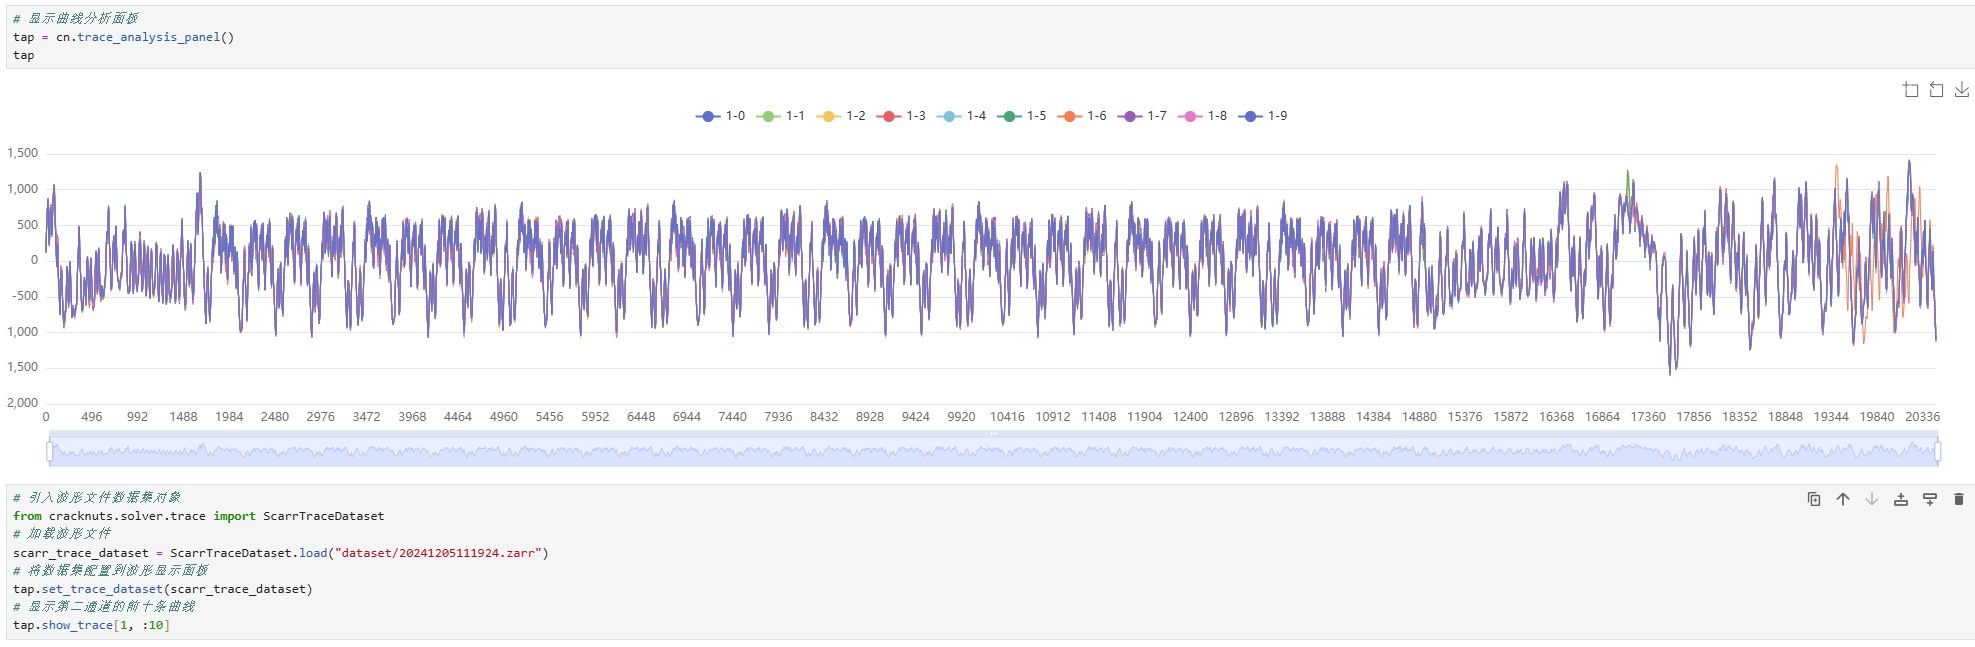 # 显示曲线分析面板
tap = cn.trace_analysis_panel()
tap
1-0 1-1 1-2 1-3 1-4 1-5 1-6 1-7 1-8 1-9
1,500
1,000
500
0
-500
1,000
1,500
2,000
0 496 992 1488 1984 2480 2976 3472 3968 4464 4960 5456 5952 6448 6944 7440 7936 8432 8928 9424 9920 10416 10912 11408 11904 12400 12896 13392 13888 14384 14880 15376 15872 16368 16864 17360 17856 18352 18848 19344 19840 20336
# 引入波形文件数据集对象
from cracknuts.solver.trace import ScarrTraceDataset
# 加载波形文件
scarr_trace_dataset = ScarrTraceDataset.load("dataset/20241205111924.zarr")
# 将数据集配置到波形显示面板
tap.set_trace_dataset(scarr_trace_dataset)
# 显示第二通道的前十条曲线
tap.show_trace[1, :10]